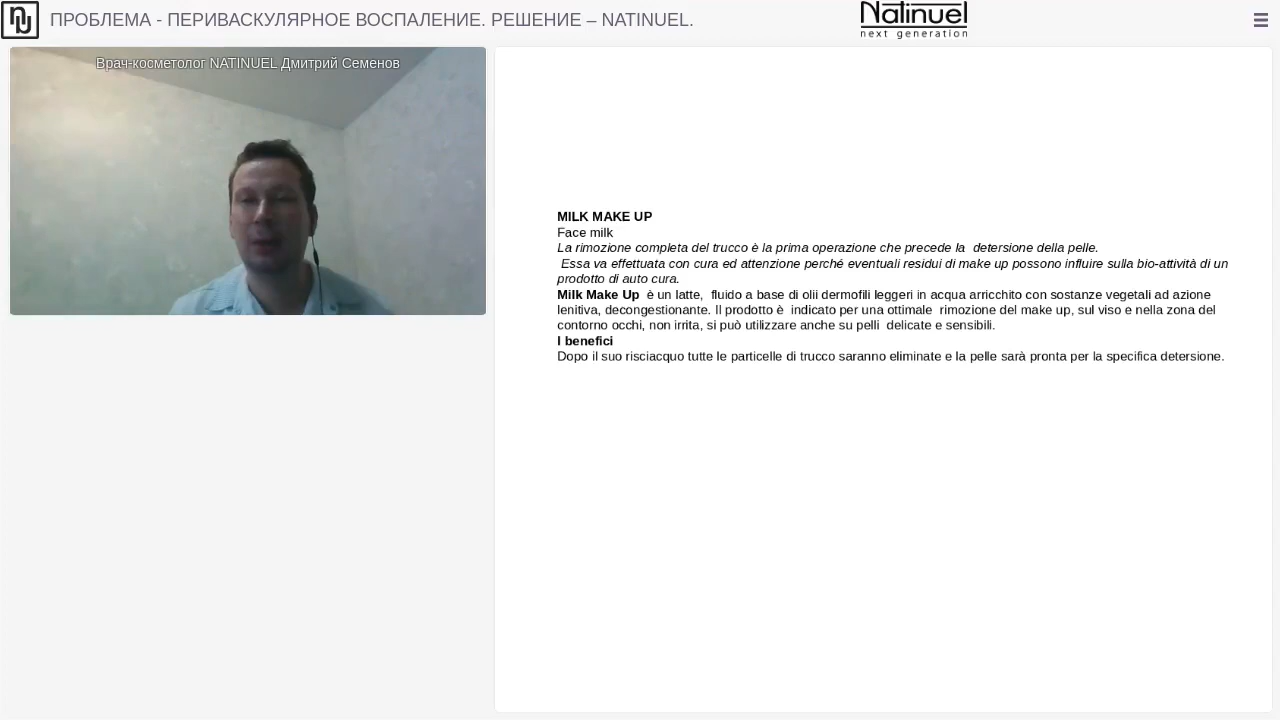 ПРОБЛЕМА - ПЕРИВАСКУЛЯРНОЕ ВОСПАЛЕНИЕ. РЕШЕНИЕ – NATINUEL.
Natinuel
next generation
Врач-косметолог NATINUEL Дмитрий Семенов
MILK MAKE UP
Face milk
La rimozione completa del trucco è la prima operazione che precede la detersione della pelle.
Essa va effettuata con cura ed attenzione perché eventuali residui di make up possono influire sulla bio-attività di un
prodotto di auto cura.
Milk Make Up è un latte, fluido a base di olii dermofili leggeri in acqua arricchito con sostanze vegetali ad azione
lenitiva, decongestionante. Il prodotto è indicato per una ottimale rimozione del make up, sul viso e nella zona del
contorno occhi, non irrita, si può utilizzare anche su pelli delicate e sensibili.
I benefici
Dopo il suo risciacquo tutte le particelle di trucco saranno eliminate e la pelle sarà pronta per la specifica detersione.